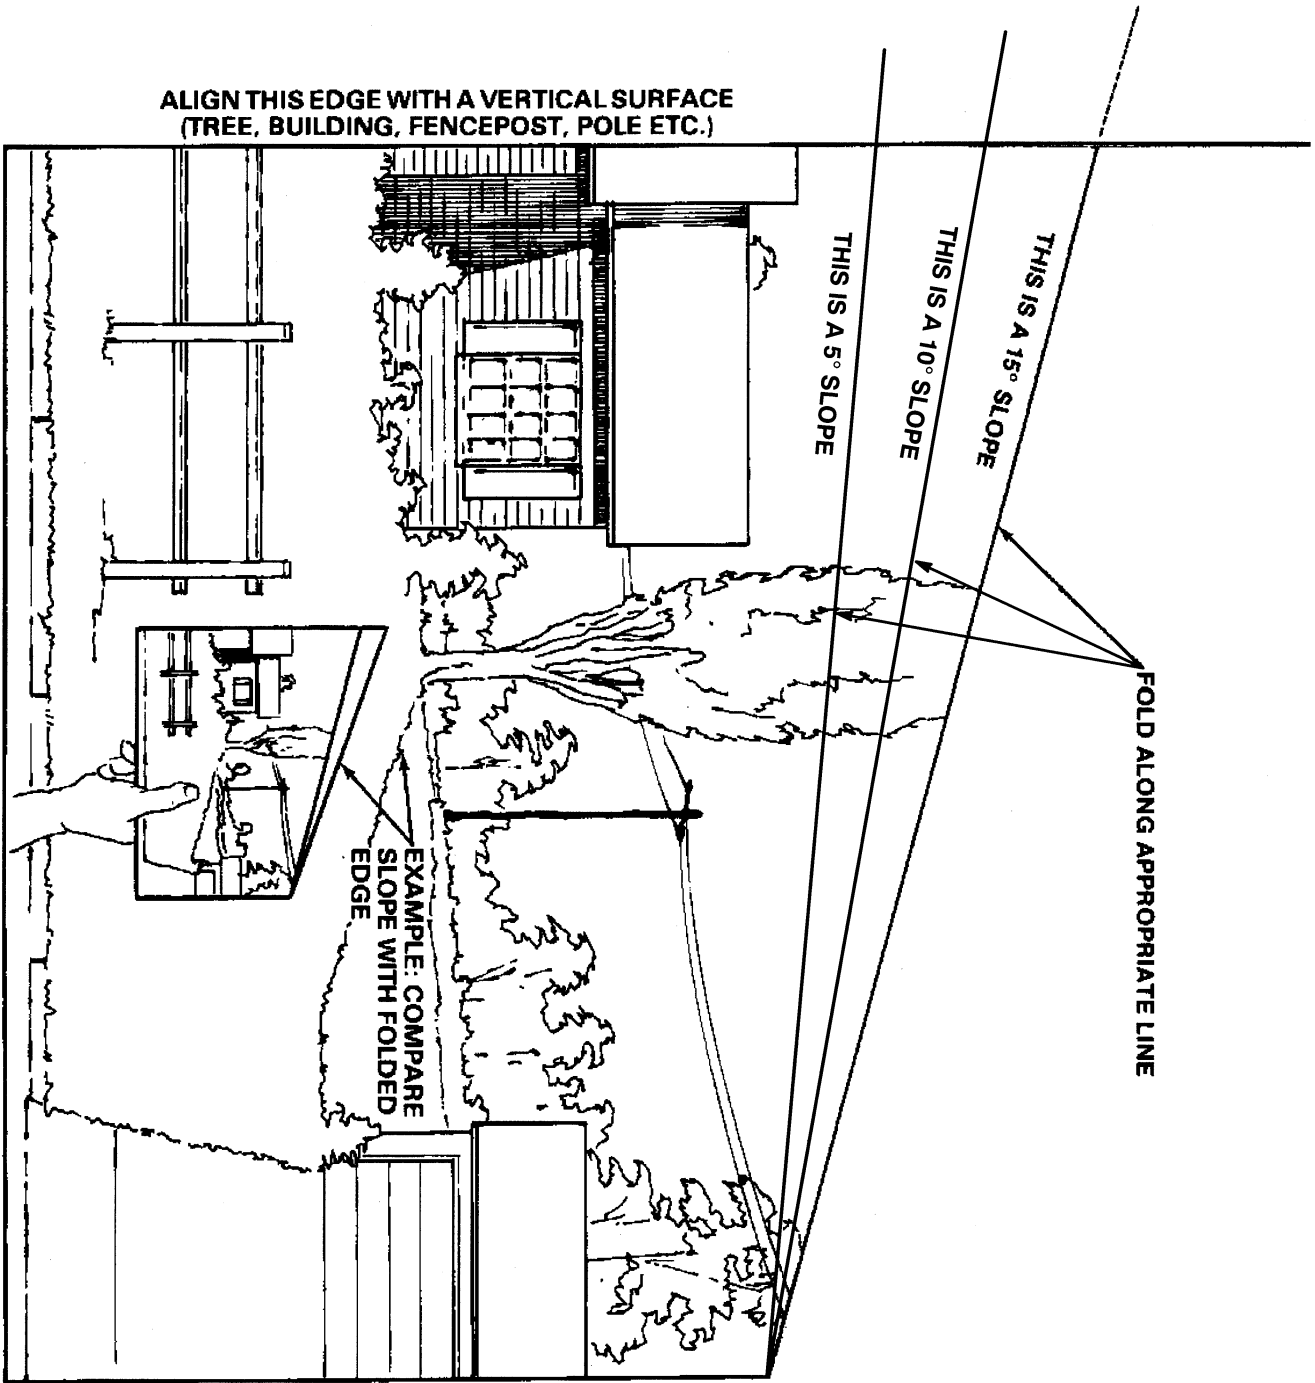 ALIGN THIS EDGE WITH A VERTICAL SURFACE
(TREE, BUILDING, FENCEPOST, POLE ETC.)
THIS IS A 15° SLOPE
THIS IS A 10° SLOPE
THIS IS A 5° SLOPE
FOLD ALONG APPROPRIATE LINE
EXAMPLE: COMPARE
SLOPE WITH FOLDED
EDGE